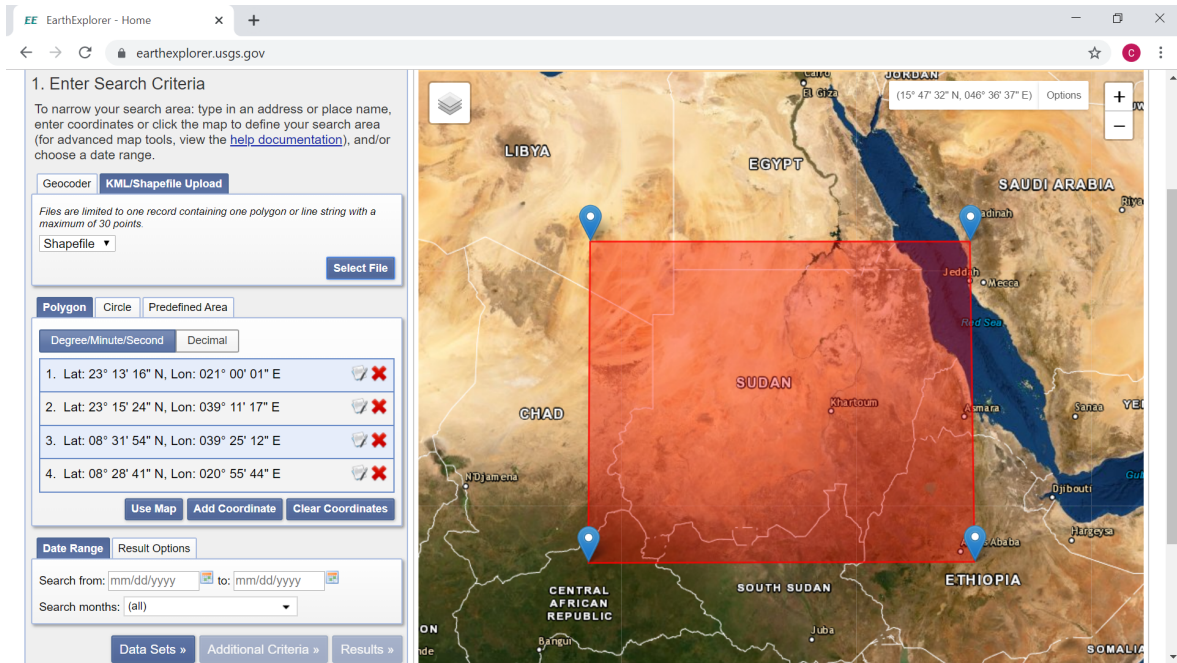 EE EarthExplorer - Home
earthexplorer.usgs.gov
C
1. Enter Search Criteria
To narrow your search area: type in an address or place name,
enter coordinates or click the map to define your search area
(for advanced map tools, view the help documentation), and/or
choose a date range.
Geocoder KML/Shapefile Upload
Files are limited to one record containing one polygon or line string with a
maximum of 30 points.
Shapefile
Select File
Polygon Circle Predefined Area
Degree/Minute/Second Decimal
1. Lat: 23° 13' 16" N, Lon: 021° 00' 01" E
2. Lat: 23° 15' 24" N, Lon: 039° 11' 17" E
3. Lat: 08° 31' 54" N, Lon: 039° 25' 12" E
4. Lat: 08° 28' 41" N, Lon: 020° 55' 44" E
Use Map Add Coordinate Clear Coordinates
Date Range Result Options
Search from: mm/dd/yyyy to: mm/dd/yyyy
Search months: (all)
Data Sets » Additional Criteria » Results »
(15° 47' 32" N, 046° 36' 37" E) Options
+
−
Cairo
El Giza
JORDAN
LIBYA
EGYPT
SAUDI ARABIA
Riya
adinah
Jeddah
Mecca
Red Sea
SUDAN
Khartoum
CHAD
Asmara
Sanaa
YE
N'Djamena
Gul
Djibouti
Hargeysa
Ababa
ETHIOPIA
CENTRAL
AFRICAN
REPUBLIC
SOUTH SUDAN
ON
Juba
Bangui
SOMALIA